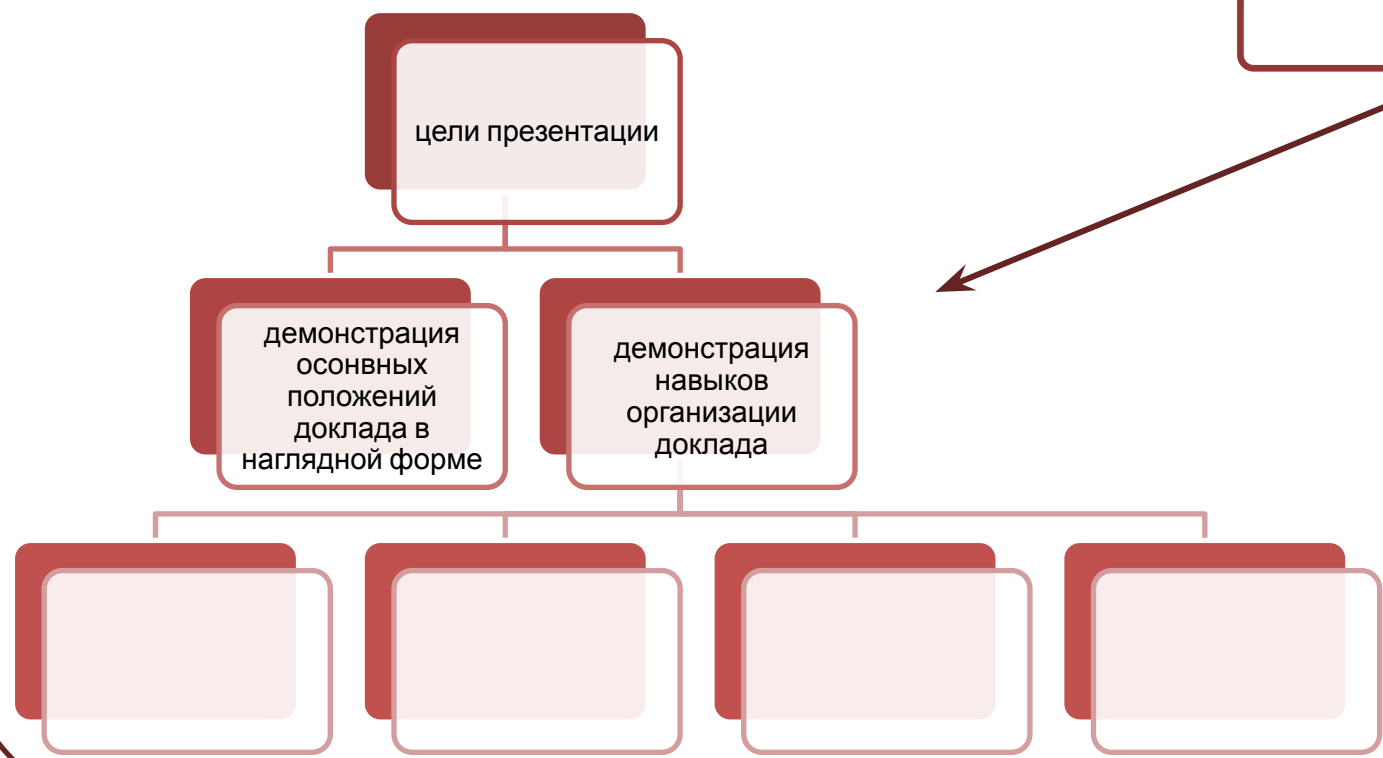 цели презентации
демонстрация
осонвных
положений
доклада в
наглядной форме
демонстрация
навыков
организации
доклада